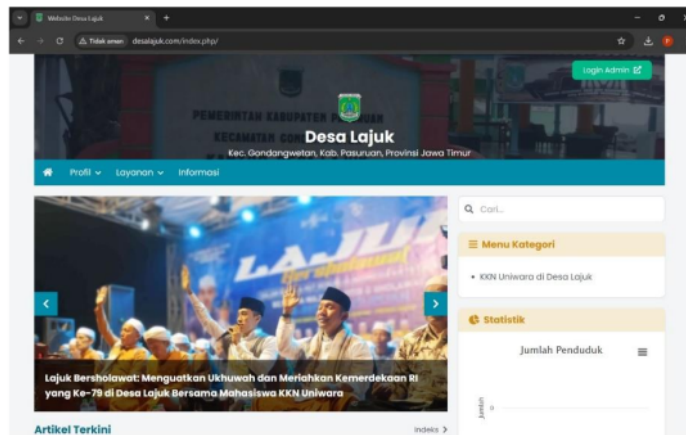 Website Desa Lajuk
Tidak aman
desalajuk.com/index.php/
Login Admin
PEMERINTAH KABUPATEN PASURUAN
Desa Lajuk
Kec. Gondangwetan, Kab. Pasuruan, Provinsi Jawa Timur
Profil
Layanan
Informasi
LAJUK
Bersholawat
Cari...
Menu Kategori
KKN Uniwara di Desa Lajuk
Statistik
Jumlah Penduduk
Jumlah
0
Lajuk Bersholawat: Menguatkan Ukhuwah dan Meriahkan Kemerdekaan RI
yang Ke-79 di Desa Lajuk Bersama Mahasiswa KKN Uniwara
Artikel Terkini
Indeks